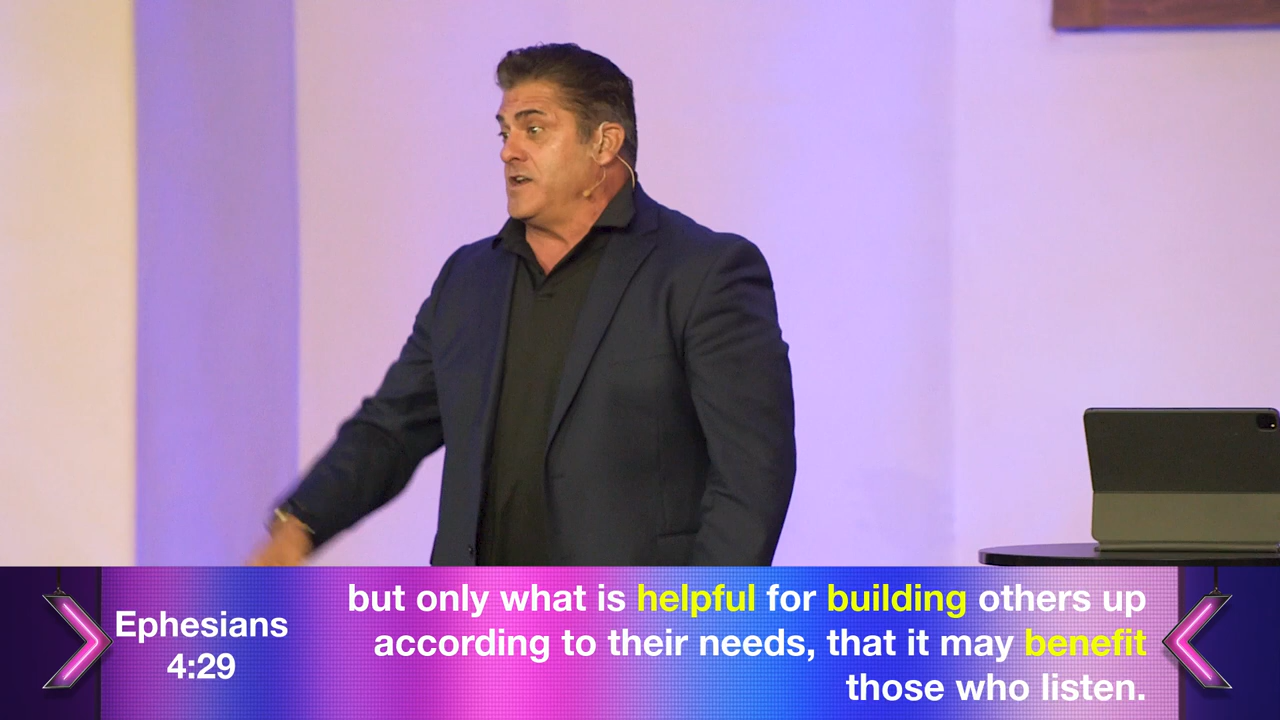 Ephesians
4:29
but only what is helpful for building others up
according to their needs, that it may benefit
those who listen.